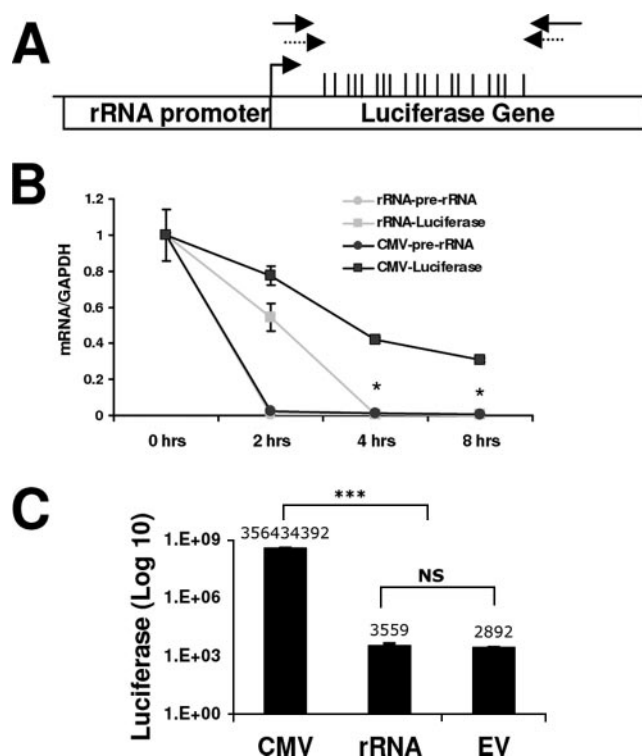 A
rRNA promoter
Luciferase Gene
B
1.2
1
0.8
0.6
0.4
0.2
0
mRNA/GAPDH
rRNA-pre-rRNA
rRNA-Luciferase
CMV-pre-rRNA
CMV-Luciferase
*
*
0 hrs
2 hrs
4 hrs
8 hrs
C
Luciferase (Log 10)
1.E+09
1.E+06
1.E+03
1.E+00
***
356434392
NS
3559
2892
CMV
rRNA
EV